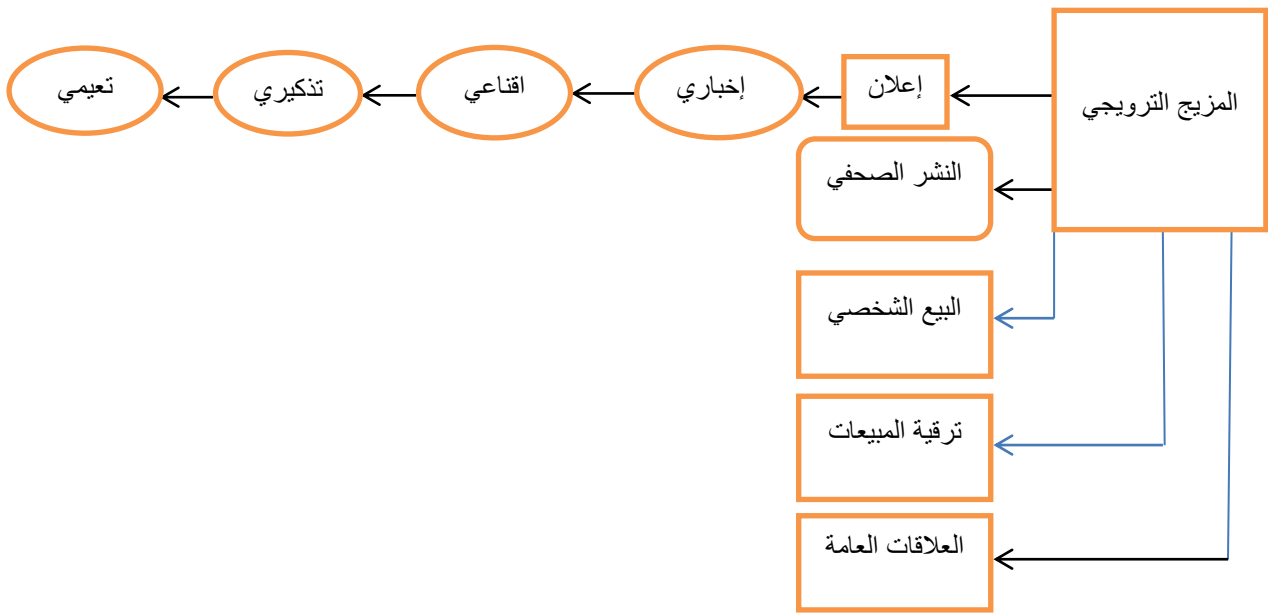 المزيج الترويجي
إعلان
إخباري
اقناعي
تذكيري
تعيمي
النشر الصحفي
البيع الشخصي
ترقية المبيعات
العلاقات العامة